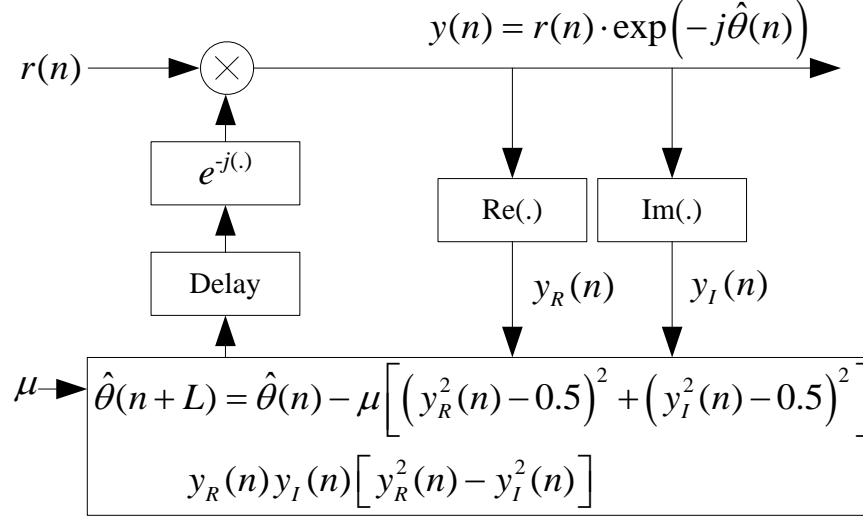 y(n) = r(n)·exp(−jθ̂(n))
r(n)
e^{-j(.)}
Re(.)
Im(.)
Delay
y_R(n)
y_I(n)
μ
θ̂(n+L) = θ̂(n) − μ[(y_R^2(n) − 0.5)^2 + (y_I^2(n) − 0.5)^2]
y_R(n)y_I(n)[y_R^2(n) − y_I^2(n)]